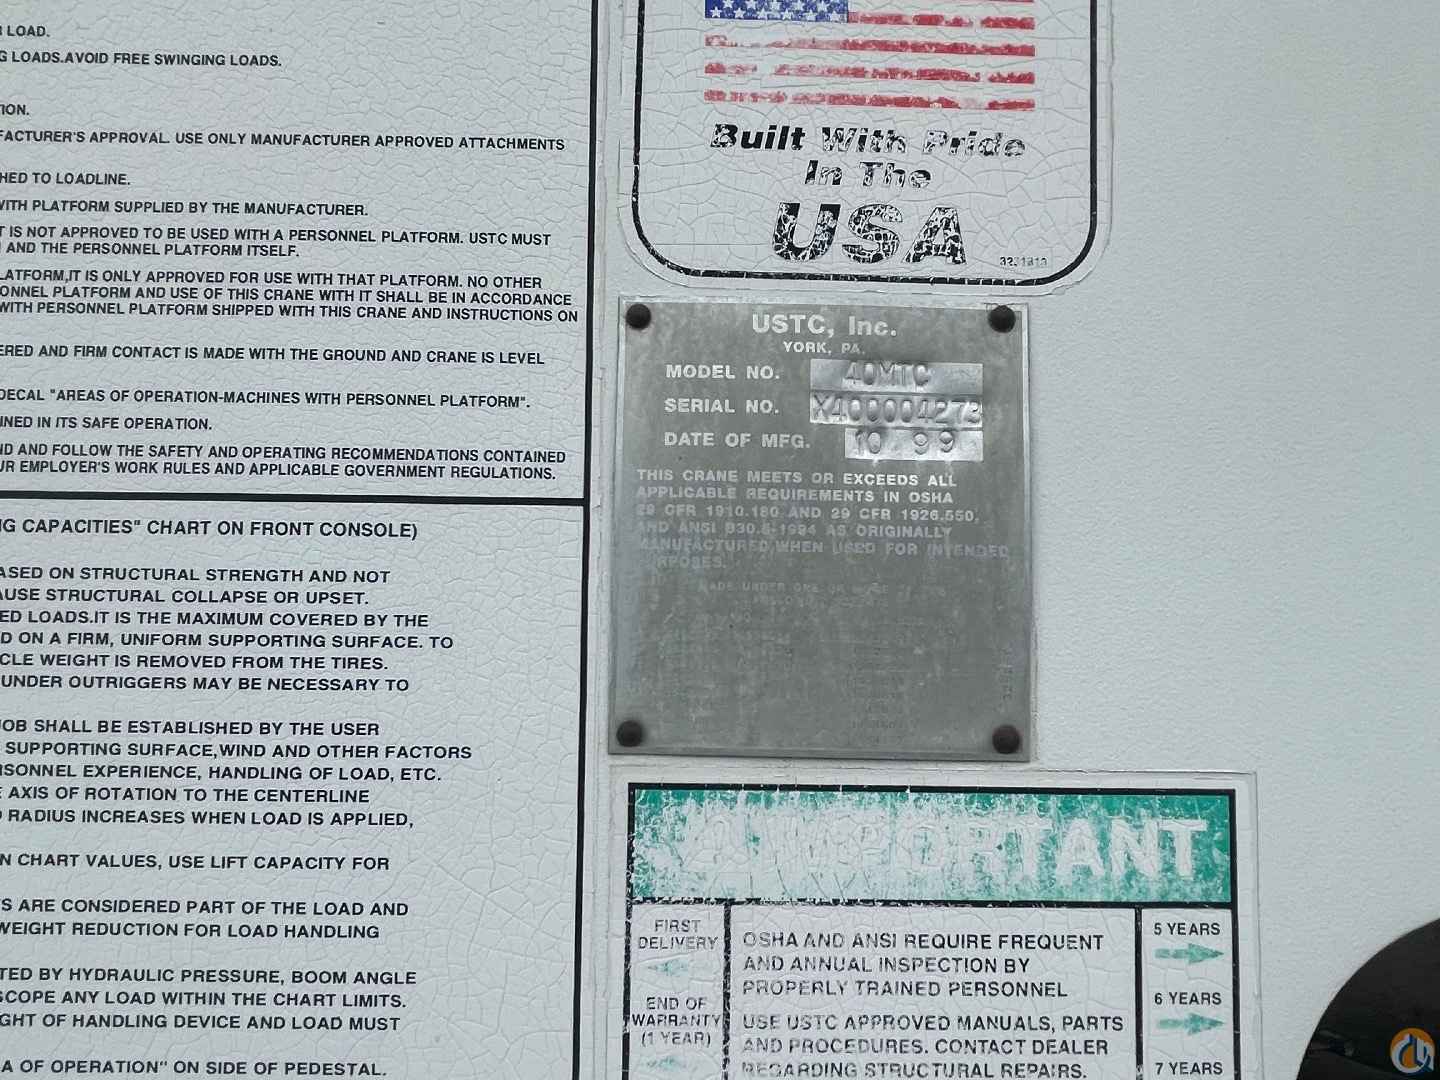 LOAD.
G LOADS.AVOID FREE SWINGING LOADS.
ION.
FACTURER'S APPROVAL. USE ONLY MANUFACTURER APPROVED ATTACHMENTS
HED TO LOADLINE.
WITH PLATFORM SUPPLIED BY THE MANUFACTURER.
T IS NOT APPROVED TO BE USED WITH A PERSONNEL PLATFORM. USTC MUST
AND THE PERSONNEL PLATFORM ITSELF.
LATFORM,IT IS ONLY APPROVED FOR USE WITH THAT PLATFORM. NO OTHER
ONNEL PLATFORM AND USE OF THIS CRANE WITH IT SHALL BE IN ACCORDANCE
WITH PERSONNEL PLATFORM SHIPPED WITH THIS CRANE AND INSTRUCTIONS ON
ERED AND FIRM CONTACT IS MADE WITH THE GROUND AND CRANE IS LEVEL
DECAL "AREAS OF OPERATION-MACHINES WITH PERSONNEL PLATFORM".
INED IN ITS SAFE OPERATION.
ND AND FOLLOW THE SAFETY AND OPERATING RECOMMENDATIONS CONTAINED
UR EMPLOYER'S WORK RULES AND APPLICABLE GOVERNMENT REGULATIONS.
NG CAPACITIES" CHART ON FRONT CONSOLE)
ASED ON STRUCTURAL STRENGTH AND NOT
AUSE STRUCTURAL COLLAPSE OR UPSET.
ED LOADS.IT IS THE MAXIMUM COVERED BY THE
D ON A FIRM, UNIFORM SUPPORTING SURFACE. TO
CLE WEIGHT IS REMOVED FROM THE TIRES.
UNDER OUTRIGGERS MAY BE NECESSARY TO
JOB SHALL BE ESTABLISHED BY THE USER
SUPPORTING SURFACE,WIND AND OTHER FACTORS
RSONNEL EXPERIENCE, HANDLING OF LOAD, ETC.
E AXIS OF ROTATION TO THE CENTERLINE
D RADIUS INCREASES WHEN LOAD IS APPLIED,
N CHART VALUES, USE LIFT CAPACITY FOR
S ARE CONSIDERED PART OF THE LOAD AND
WEIGHT REDUCTION FOR LOAD HANDLING
TED BY HYDRAULIC PRESSURE, BOOM ANGLE
SCOPE ANY LOAD WITHIN THE CHART LIMITS.
GHT OF HANDLING DEVICE AND LOAD MUST
A OF OPERATION" ON SIDE OF PEDESTAL.
Built With Pride
In The
USA
USTC, Inc.
YORK, PA.
MODEL NO. 40MTC
SERIAL NO. X400004273
DATE OF MFG. 10 99
THIS CRANE MEETS OR EXCEEDS ALL
APPLICABLE REQUIREMENTS IN OSHA
29 CFR 1910.180 AND 29 CFR 1926.550,
AND ANSI B30.5-1994 AS ORIGINALLY
MANUFACTURED WHEN USED FOR INTENDED
PURPOSES.
IMPORTANT
FIRST
DELIVERY
END OF
WARRANTY
(1 YEAR)
OSHA AND ANSI REQUIRE FREQUENT
AND ANNUAL INSPECTION BY
PROPERLY TRAINED PERSONNEL
USE USTC APPROVED MANUALS, PARTS
AND PROCEDURES. CONTACT DEALER
REGARDING STRUCTURAL REPAIRS.
5 YEARS
6 YEARS
7 YEARS